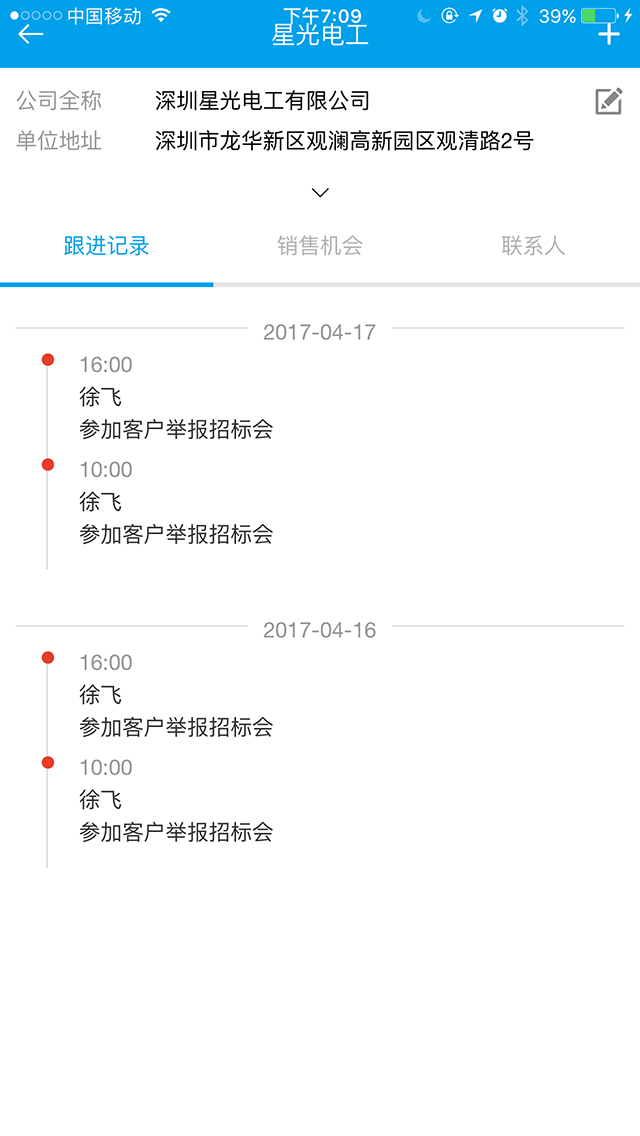 中国移动 下午7:09 39%
星光电工
公司全称 深圳星光电工有限公司
单位地址 深圳市龙华新区观澜高新园区观清路2号
跟进记录 销售机会 联系人
2017-04-17
16:00
徐飞
参加客户举报招标会
10:00
徐飞
参加客户举报招标会
2017-04-16
16:00
徐飞
参加客户举报招标会
10:00
徐飞
参加客户举报招标会